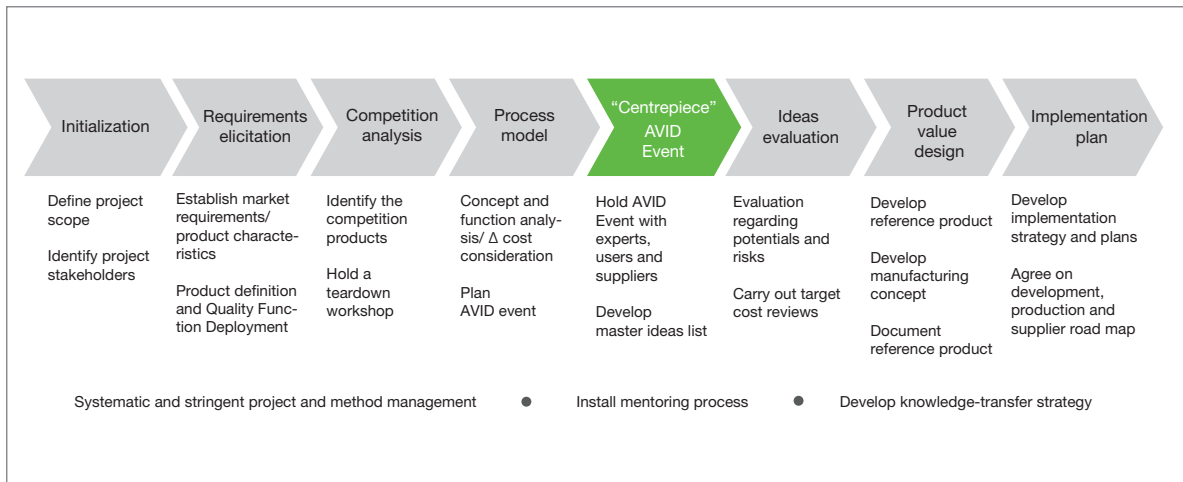 Initialization
Requirements
elicitation
Competition
analysis
Process
model
“Centrepiece”
AVID
Event
Ideas
evaluation
Product
value
design
Implementation
plan
Define project
scope
Identify project
stakeholders
Establish market
requirements/
product characte-
ristics
Product definition
and Quality Func-
tion Deployment
Identify the
competition
products
Hold a
teardown
workshop
Concept and
function analy-
sis/ Δ cost
consideration
Plan
AVID event
Hold AVID
Event with
experts,
users and
suppliers
Develop
master ideas list
Evaluation
regarding
potentials and
risks
Carry out target
cost reviews
Develop
reference product
Develop
manufacturing
concept
Document
reference product
Develop
implementation
strategy and plans
Agree on
development,
production and
supplier road map
Systematic and stringent project and method management ● Install mentoring process ● Develop knowledge-transfer strategy